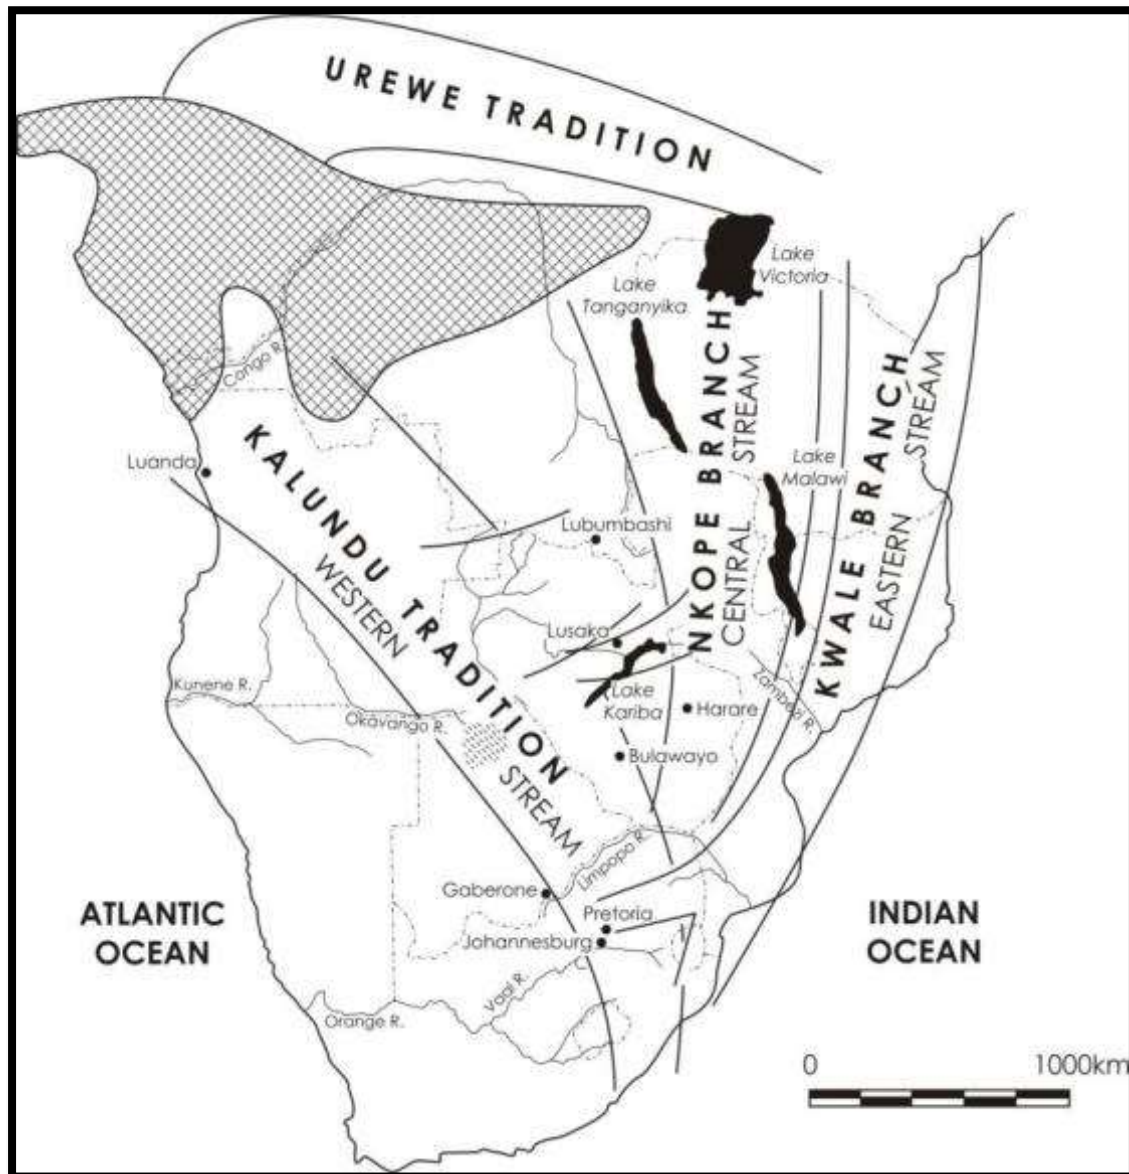 UREWE TRADITION
Lake
Victoria
Lake
Tanganyika
Congo R.
KALUNDU TRADITION
WESTERN STREAM
NKOPE BRANCH
CENTRAL STREAM
KWALE BRANCH
EASTERN STREAM
Luanda
Lake
Malawi
Lubumbashi
Lusaka
Lake
Kariba
Harare
Zambezi R.
Kunene R.
Okavango R.
Bulawayo
Limpopo R.
Gaberone
Pretoria
Johannesburg
Vaal R.
Orange R.
ATLANTIC
OCEAN
INDIAN
OCEAN
0 1000km